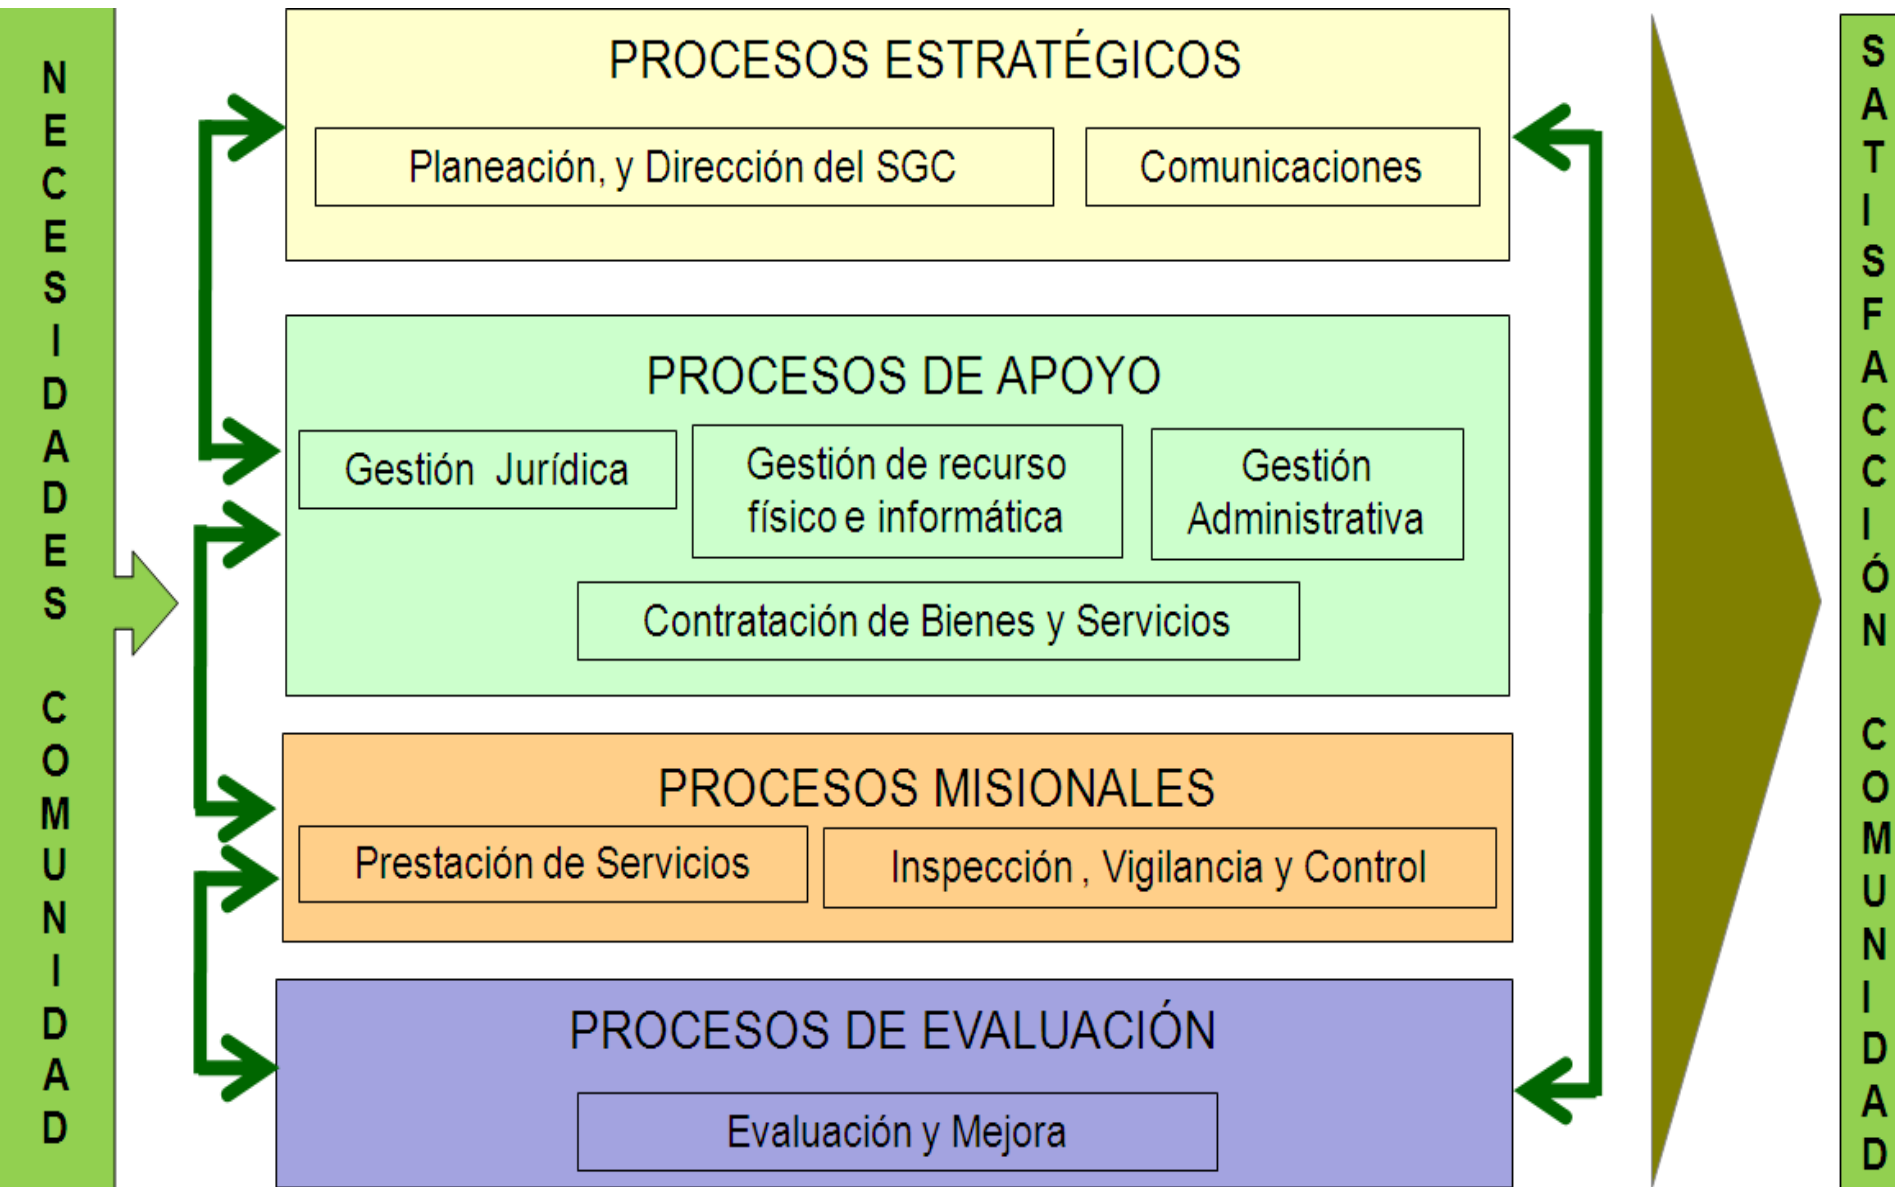 NECESIDADES COMUNIDAD
PROCESOS ESTRATÉGICOS
Planeación, y Dirección del SGC
Comunicaciones
PROCESOS DE APOYO
Gestión Jurídica
Gestión de recurso
físico e informática
Gestión
Administrativa
Contratación de Bienes y Servicios
PROCESOS MISIONALES
Prestación de Servicios
Inspección , Vigilancia y Control
PROCESOS DE EVALUACIÓN
Evaluación y Mejora
SATISFACCIÓN COMUNIDAD